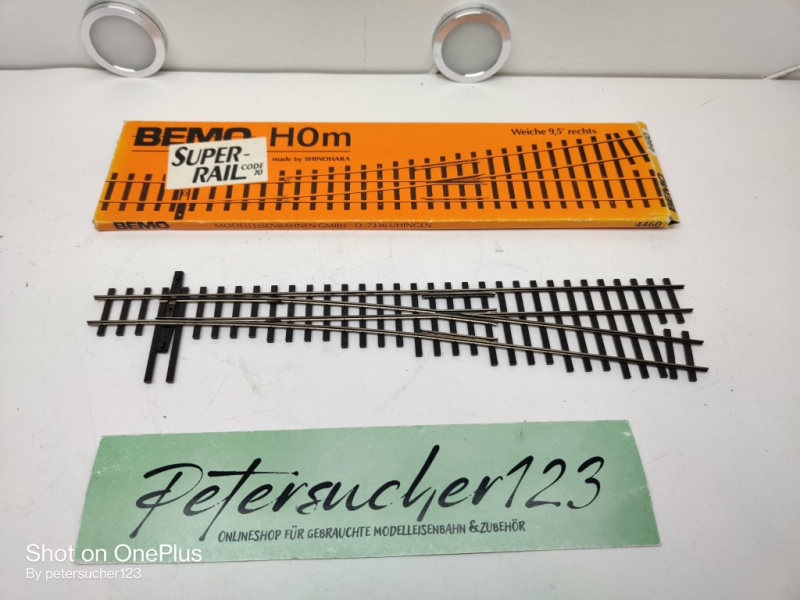 BEMO H0m
Weiche 9,5° rechts
SUPER-
RAIL CODE
70
made by SHINOHARA
BEMO MODELLEISENBAHNEN GMBH · D 7336 UHINGEN 4460
Petersucher123
ONLINESHOP FÜR GEBRAUCHTE MODELLEISENBAHN & ZUBEHÖR
Shot on OnePlus
By petersucher123